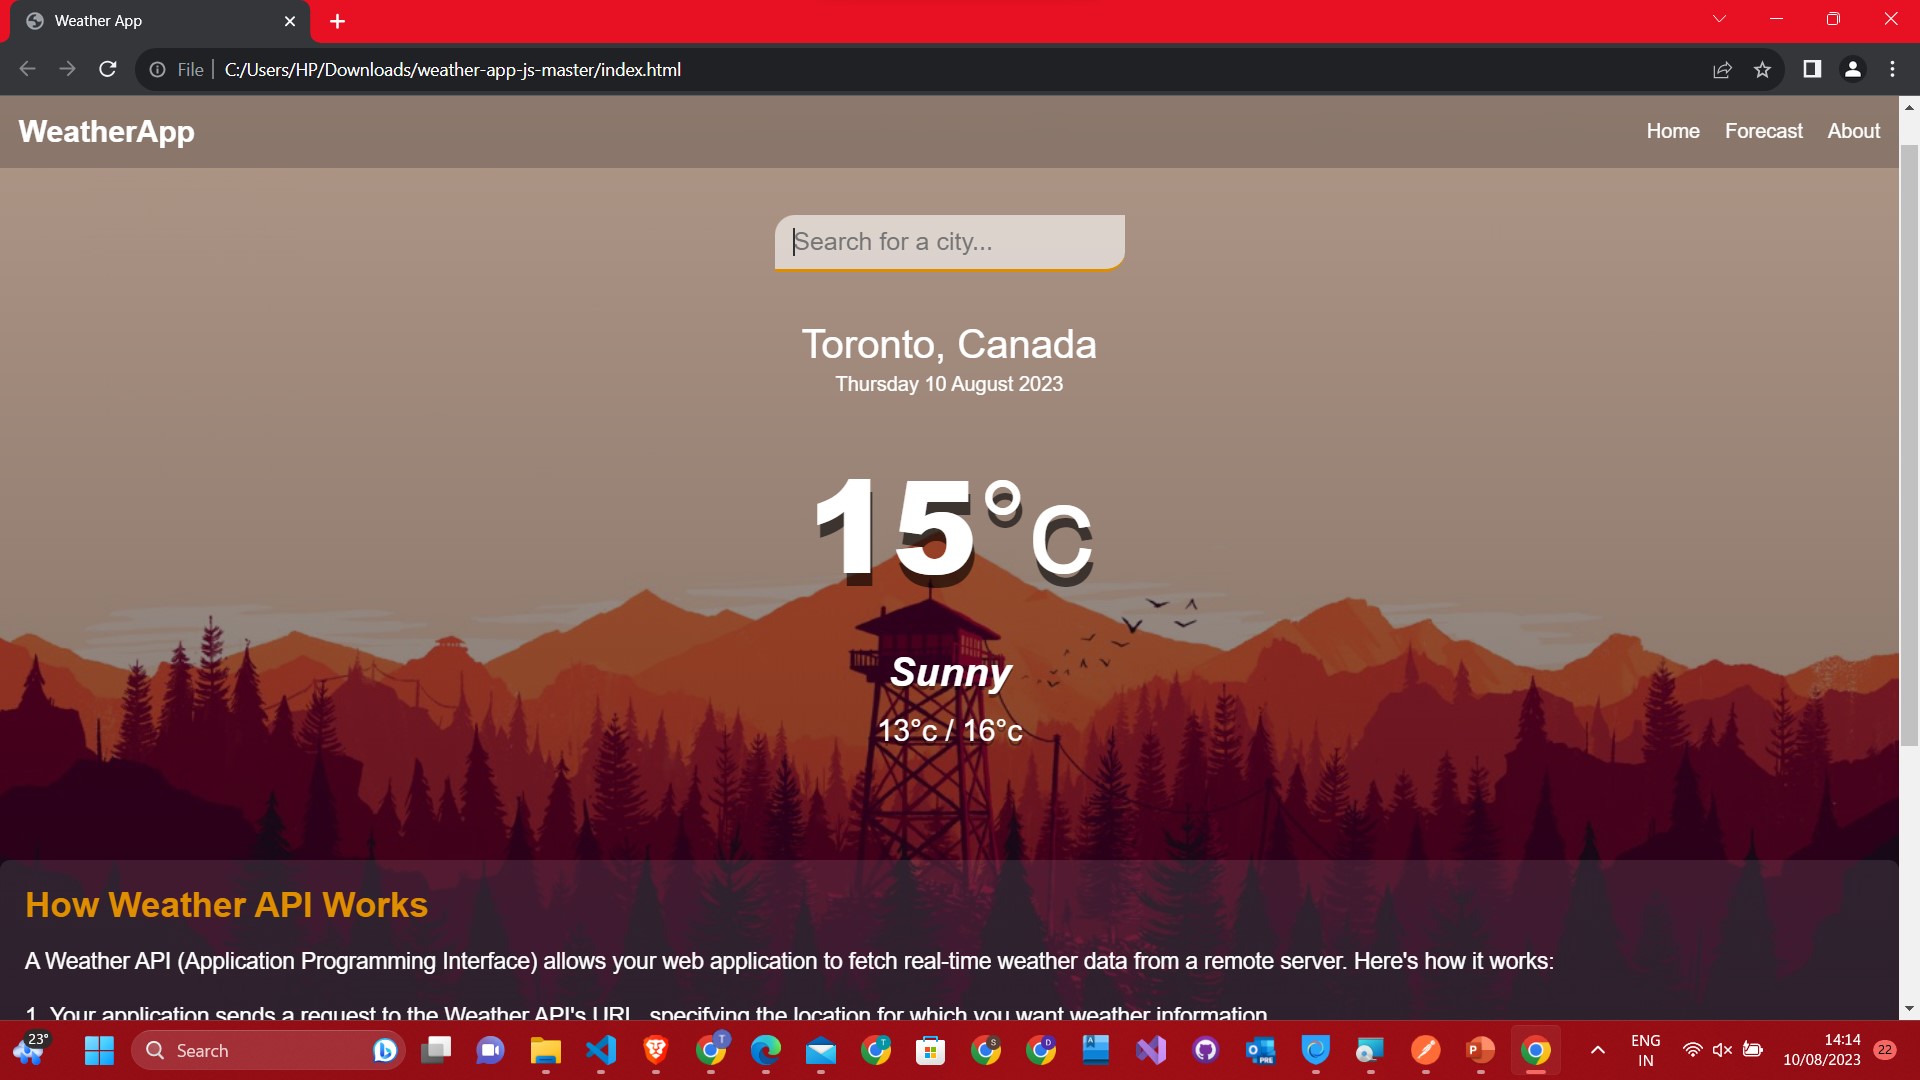 Weather App
File
C:/Users/HP/Downloads/weather-app-js-master/index.html
WeatherApp
Home Forecast About
Search for a city...
Toronto, Canada
Thursday 10 August 2023
15°c
Sunny
13°c / 16°c
How Weather API Works
A Weather API (Application Programming Interface) allows your web application to fetch real-time weather data from a remote server. Here's how it works:
1. Your application sends a request to the Weather API's URL, specifying the location for which you want weather information.
23°
Search
T
T
S
D
A
PRE
P
ENG
IN
14:14
10/08/2023
22